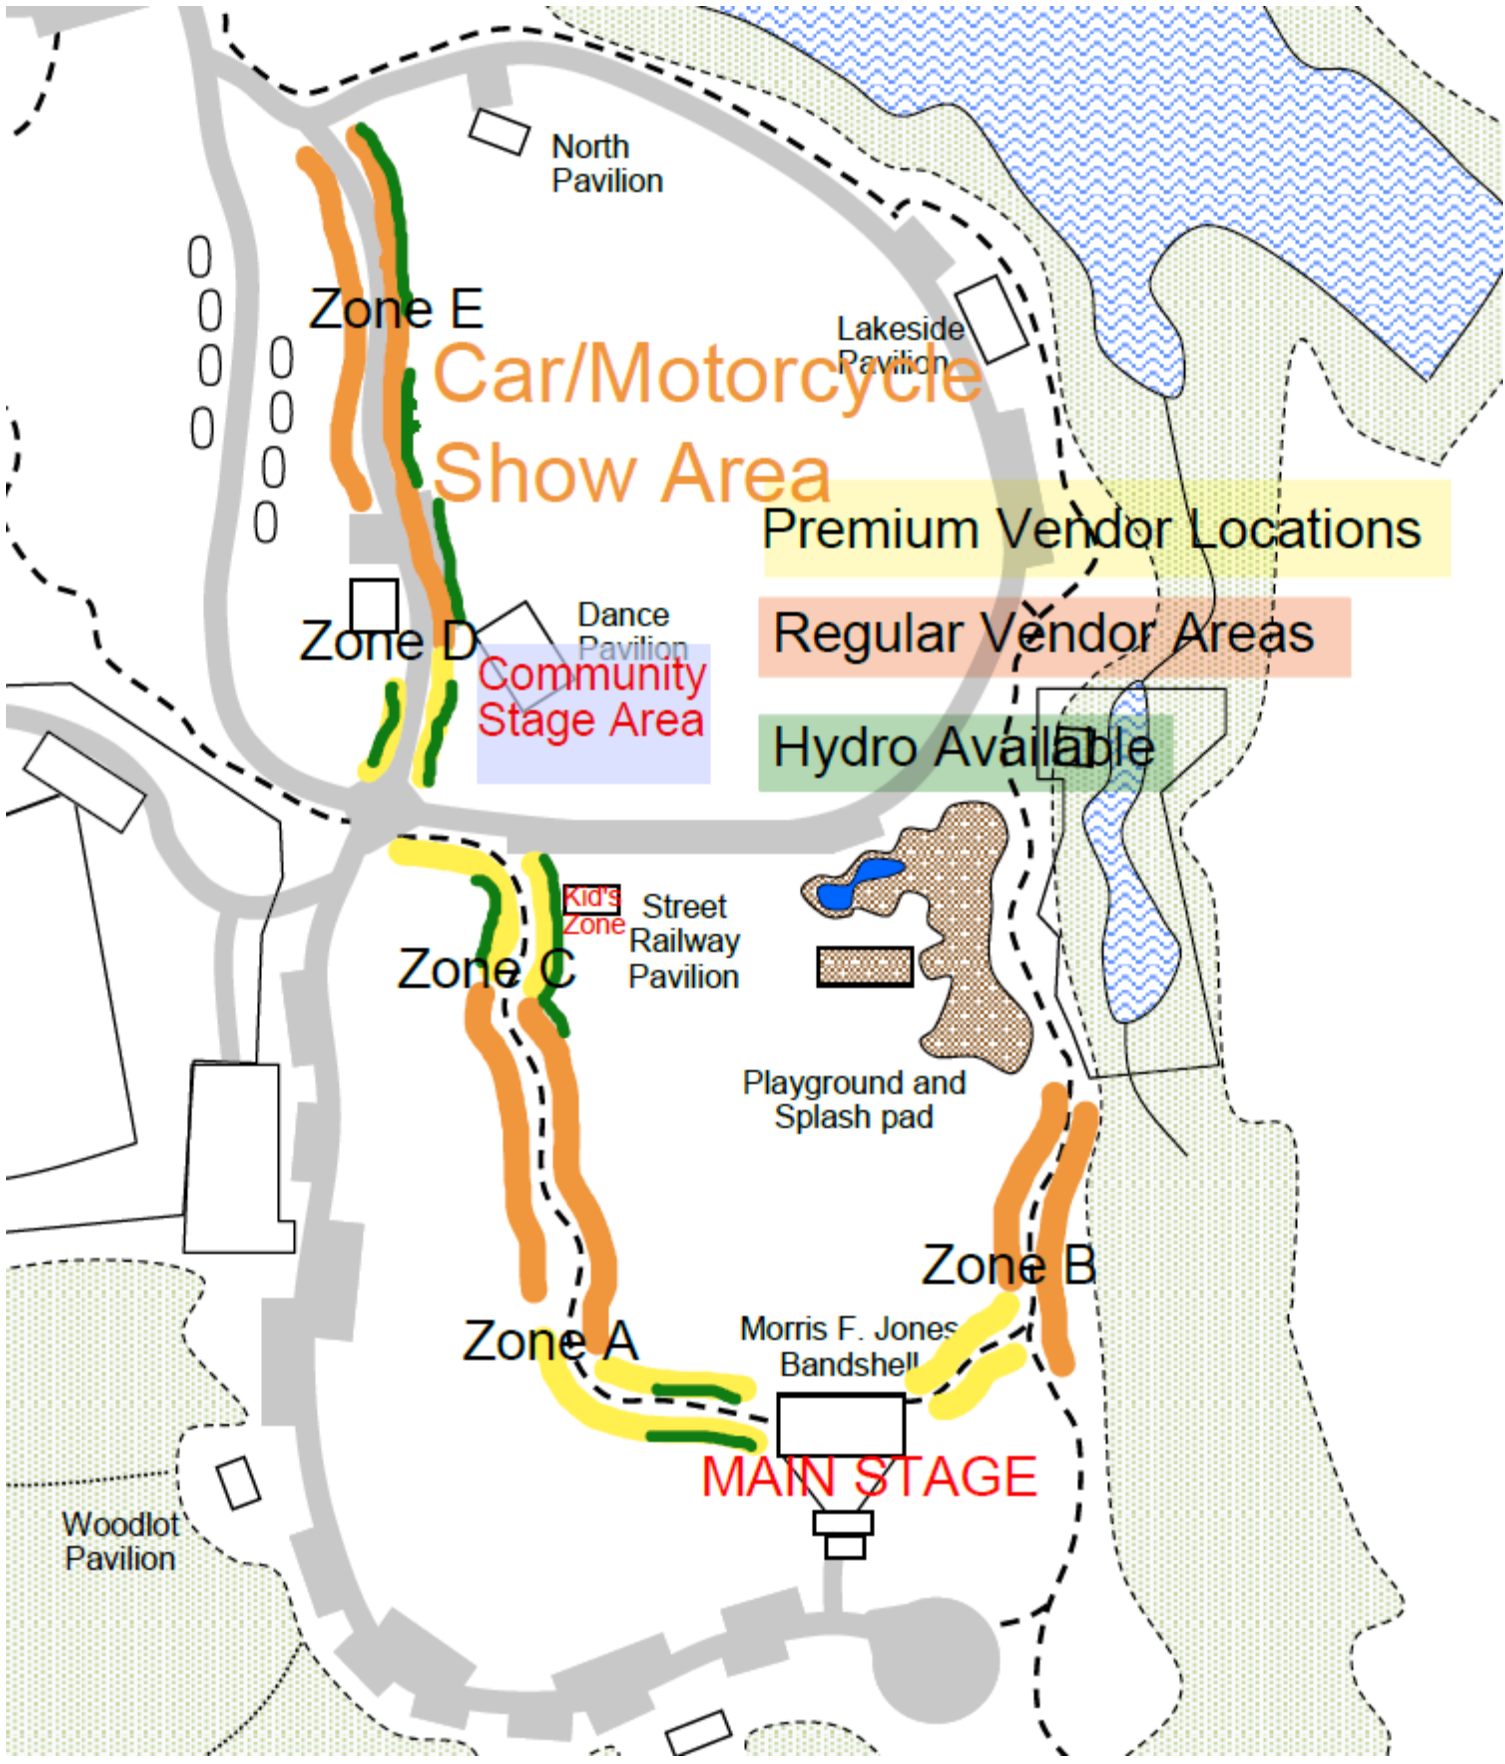 North
Pavilion
Zone E
Lakeside
Pavilion
Car/Motorcycle
Show Area
Premium Vendor Locations
Dance
Pavilion
Regular Vendor Areas
Zone D
Community
Stage Area
Hydro Available
Kid's
Zone
Street
Railway
Pavilion
Zone C
Playground and
Splash pad
Zone B
Zone A
Morris F. Jones
Bandshell
MAIN STAGE
Woodlot
Pavilion